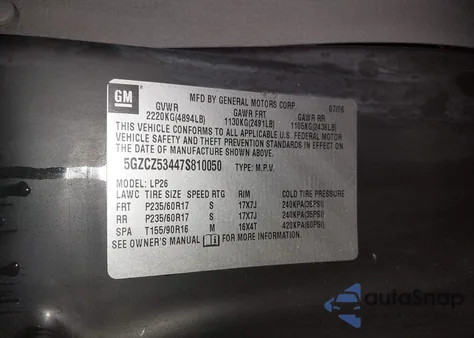 GM
MFD BY GENERAL MOTORS CORP 07/06
GVWR GAWR FRT GAWR RR
2220KG(4894LB) 1130KG(2491LB) 1105KG(2436LB)
THIS VEHICLE CONFORMS TO ALL APPLICABLE U.S. FEDERAL MOTOR
VEHICLE SAFETY AND THEFT PREVENTION STANDARDS IN EFFECT ON
THE DATE OF MANUFACTURE SHOWN ABOVE.
5GZCZ53447S810050 TYPE: M.P.V.
MODEL: LP26
LAWC TIRE SIZE SPEED RTG RIM COLD TIRE PRESSURE
FRT P235/60R17 S 17X7J 240KPA(35PSI)
RR P235/60R17 S 17X7J 240KPA(35PSI)
SPA T155/90R16 M 16X4T 420KPA(60PSI)
SEE OWNER'S MANUAL FOR MORE INFORMATION.
autoSnap